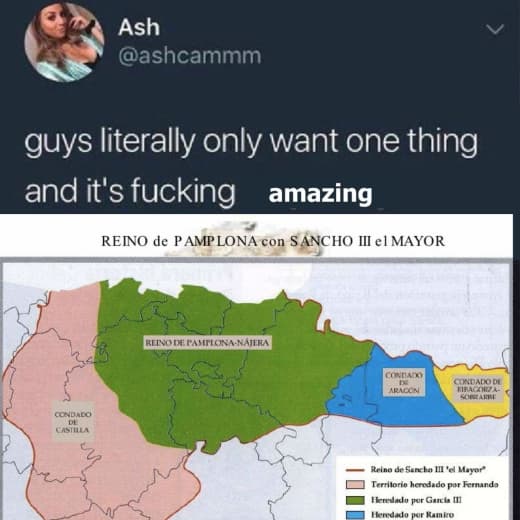 Ash
@ashcammm
guys literally only want one thing
and it's fucking amazing
REINO de PAMPLONA con SANCHO III el MAYOR
REINO DE PAMPLONA-NÁJERA
CONDADO
DE
ARAGÓN
CONDADO DE
RIBAGORZA-
SOBRARBE
CONDADO
DE
CASTILLA
Reino de Sancho III "el Mayor"
Territorio heredado por Fernando
Heredado por García III
Heredado por Ramiro